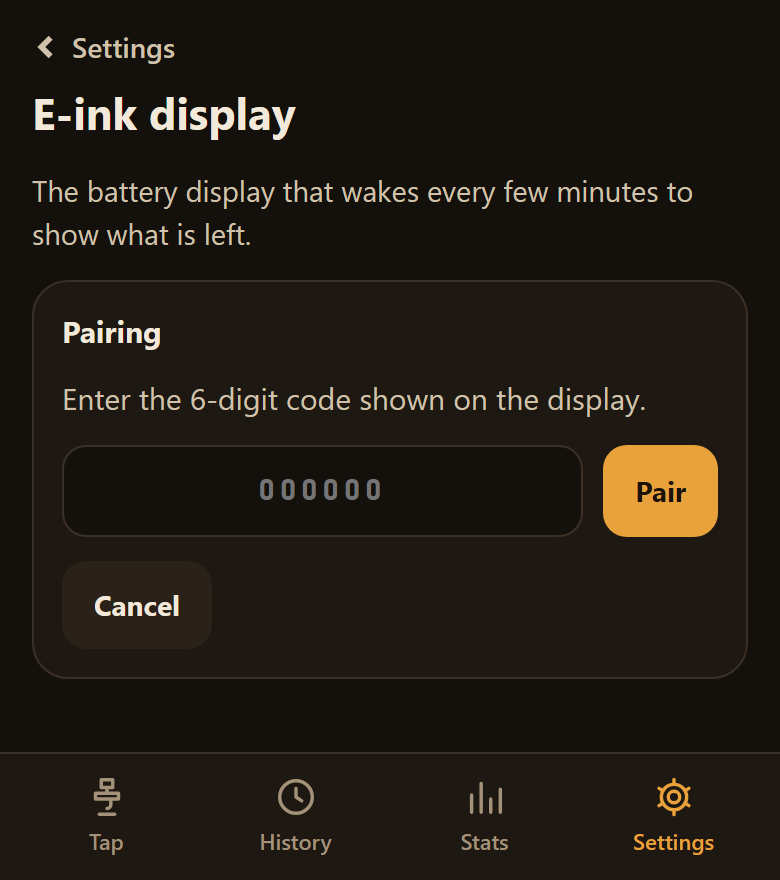 Settings
E-ink display
The battery display that wakes every few minutes to
show what is left.
Pairing
Enter the 6-digit code shown on the display.
000000
Pair
Cancel
Tap
History
Stats
Settings